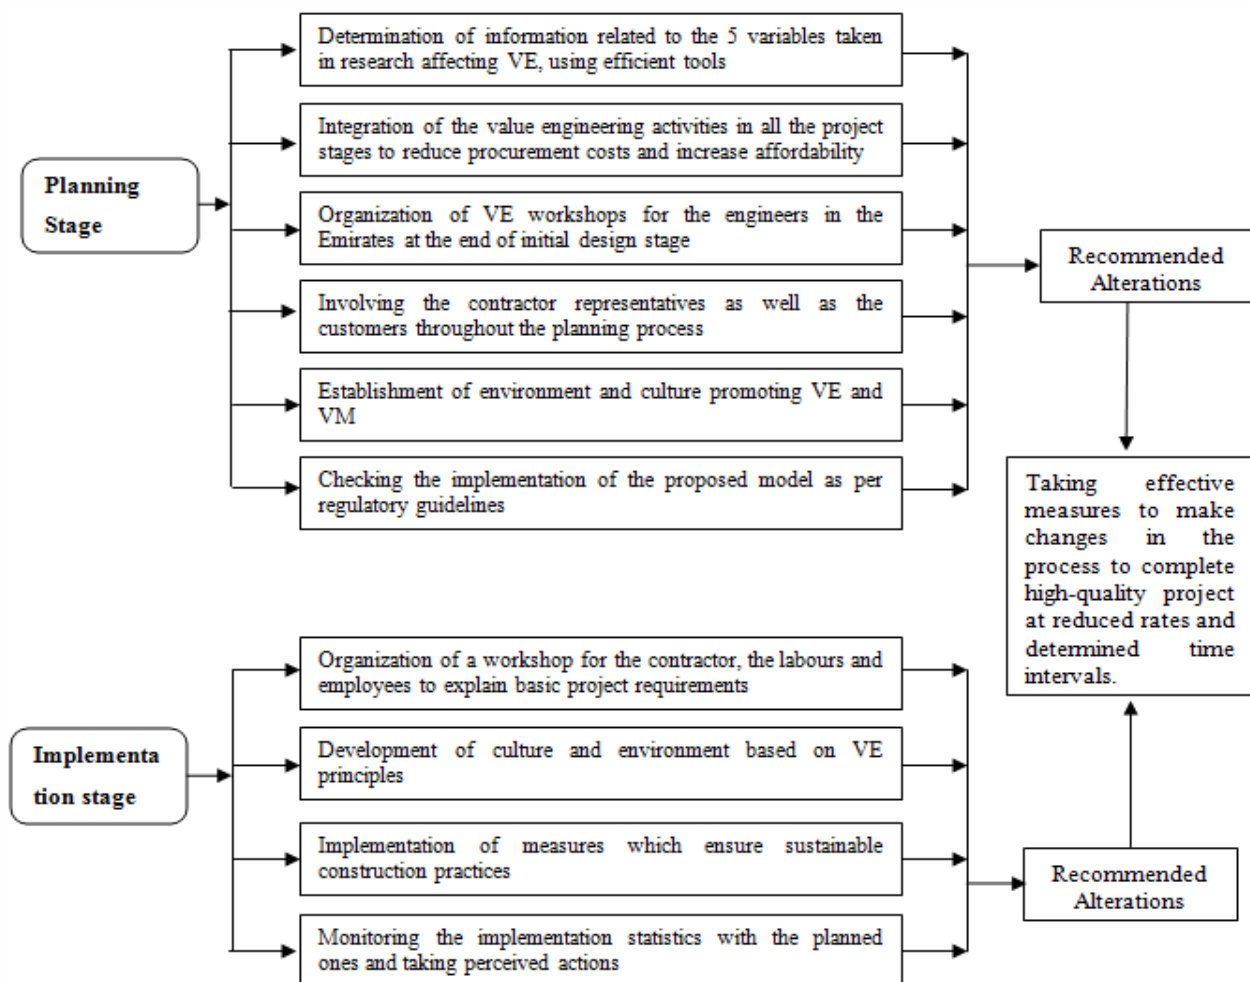 Planning
Stage
Determination of information related to the 5 variables taken
in research affecting VE, using efficient tools
Integration of the value engineering activities in all the project
stages to reduce procurement costs and increase affordability
Organization of VE workshops for the engineers in the
Emirates at the end of initial design stage
Involving the contractor representatives as well as the
customers throughout the planning process
Establishment of environment and culture promoting VE and
VM
Checking the implementation of the proposed model as per
regulatory guidelines
Recommended
Alterations
Taking effective
measures to make
changes in the
process to complete
high-quality project
at reduced rates and
determined time
intervals.
Implementa
tion stage
Organization of a workshop for the contractor, the labours and
employees to explain basic project requirements
Development of culture and environment based on VE
principles
Implementation of measures which ensure sustainable
construction practices
Monitoring the implementation statistics with the planned
ones and taking perceived actions
Recommended
Alterations